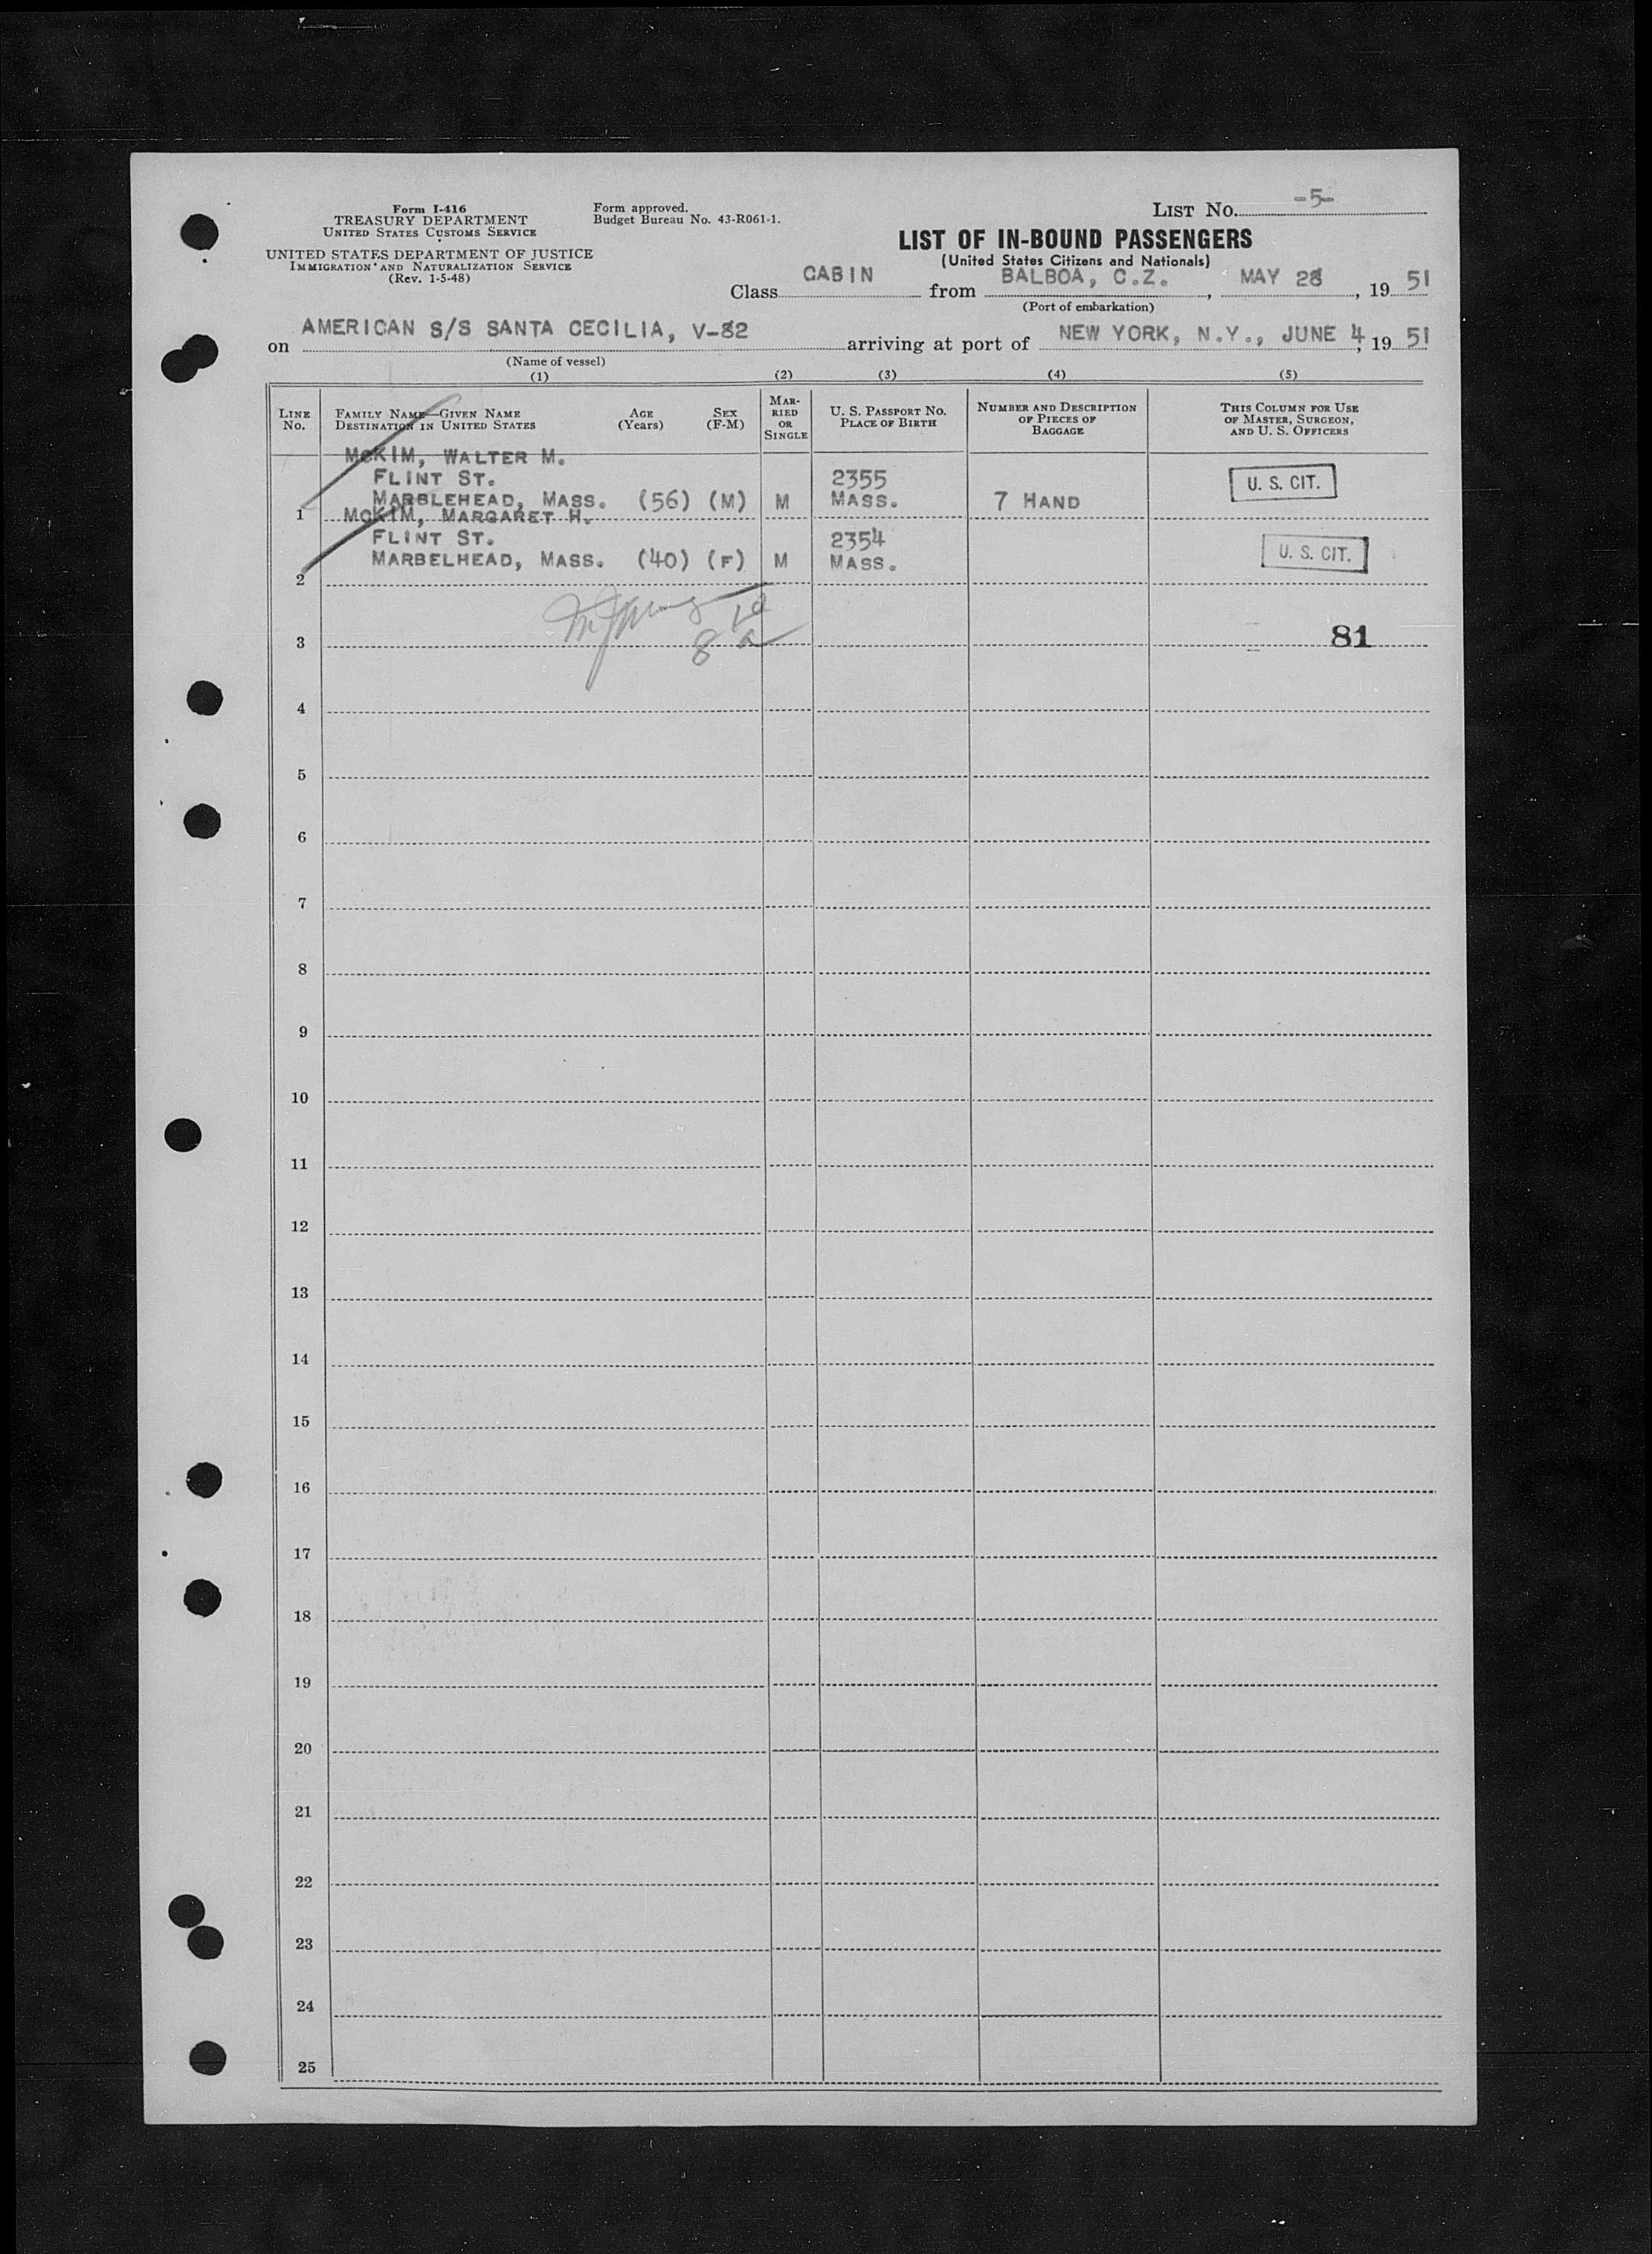 Form I-416
TREASURY DEPARTMENT
UNITED STATES CUSTOMS SERVICE
UNITED STATES DEPARTMENT OF JUSTICE
IMMIGRATION AND NATURALIZATION SERVICE
(Rev. 1-5-48)
Form approved.
Budget Bureau No. 43-R061-1.
LIST No. -5-
LIST OF IN-BOUND PASSENGERS
(United States Citizens and Nationals)
Class CABIN from BALBOA, C.Z., MAY 28, 19 51
(Port of embarkation)
on AMERICAN S/S SANTA CECILIA, V-82 arriving at port of NEW YORK, N.Y., JUNE 4, 19 51
(Name of vessel)
(1) (2) (3) (4) (5)
LINE No.
FAMILY NAME—GIVEN NAME
DESTINATION IN UNITED STATES
AGE
(Years)
SEX
(F-M)
MAR-
RIED
OR
SINGLE
U. S. PASSPORT No.
PLACE OF BIRTH
NUMBER AND DESCRIPTION
OF PIECES OF
BAGGAGE
THIS COLUMN FOR USE
OF MASTER, SURGEON,
AND U. S. OFFICERS
MCKIM, WALTER M.
FLINT ST. 2355 U. S. CIT.
1 MARBLEHEAD, MASS. (56) (M) M MASS. 7 HAND
MCKIM, MARGARET H.
FLINT ST. 2354 U. S. CIT.
2 MARBELHEAD, MASS. (40) (F) M MASS.
3 81
4
5
6
7
8
9
10
11
12
13
14
15
16
17
18
19
20
21
22
23
24
25